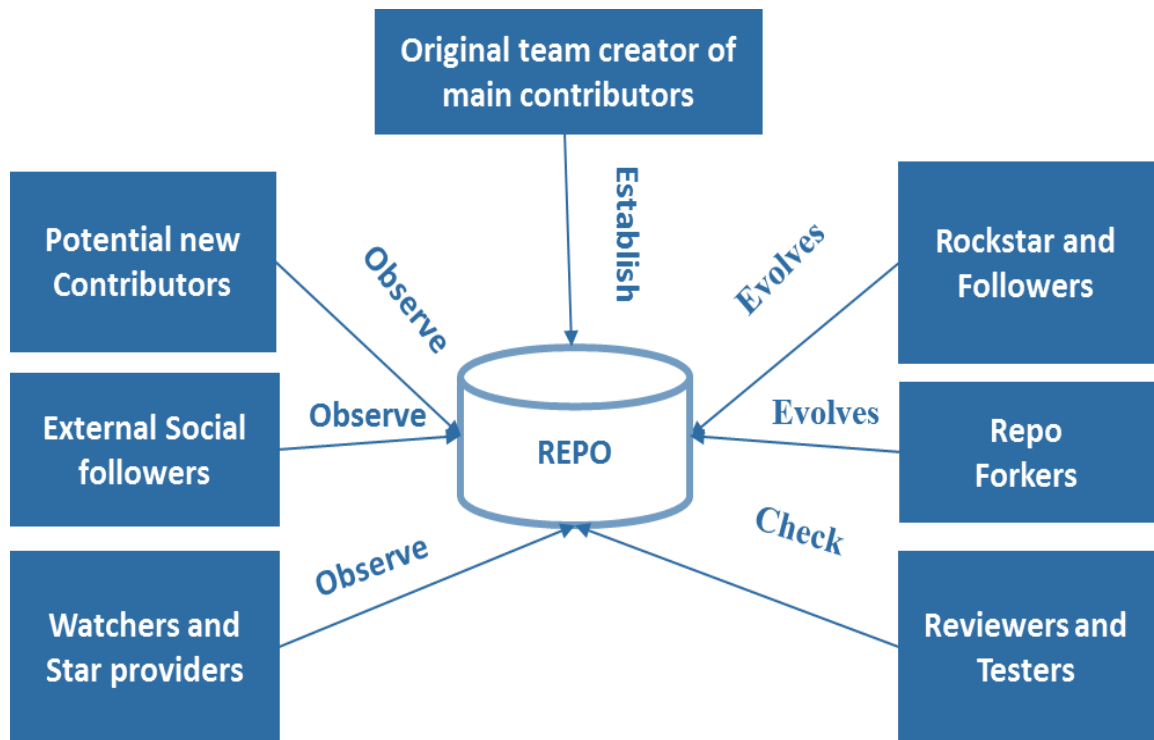 Original team creator of
main contributors
Establish
Potential new
Contributors
Observe
Evolves
Rockstar and
Followers
External Social
followers
Observe
REPO
Evolves
Repo
Forkers
Watchers and
Star providers
Observe
Check
Reviewers and
Testers